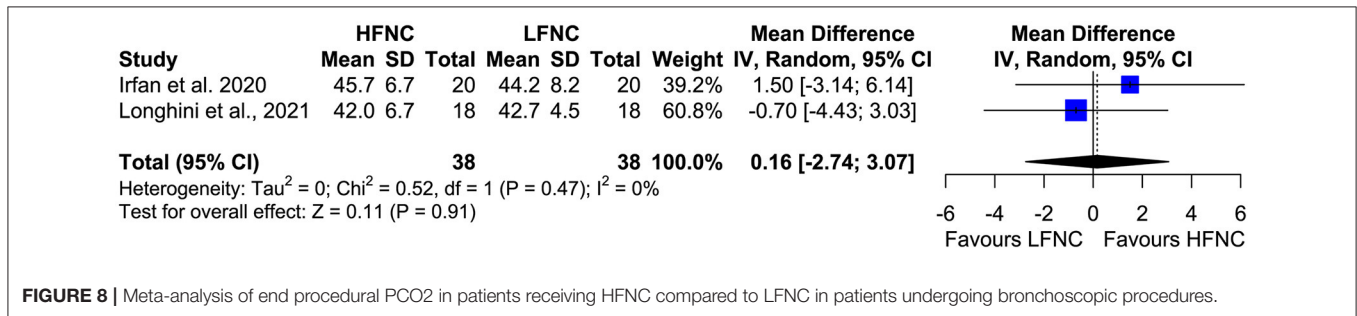 HFNC LFNC Mean Difference Mean Difference
Study Mean SD Total Mean SD Total Weight IV, Random, 95% CI IV, Random, 95% CI
Irfan et al. 2020 45.7 6.7 20 44.2 8.2 20 39.2% 1.50 [-3.14; 6.14]
Longhini et al., 2021 42.0 6.7 18 42.7 4.5 18 60.8% -0.70 [-4.43; 3.03]
Total (95% CI) 38 38 100.0% 0.16 [-2.74; 3.07]
Heterogeneity: Tau² = 0; Chi² = 0.52, df = 1 (P = 0.47); I² = 0%
Test for overall effect: Z = 0.11 (P = 0.91)
-6 -4 -2 0 2 4 6
Favours LFNC Favours HFNC
FIGURE 8 | Meta-analysis of end procedural PCO2 in patients receiving HFNC compared to LFNC in patients undergoing bronchoscopic procedures.